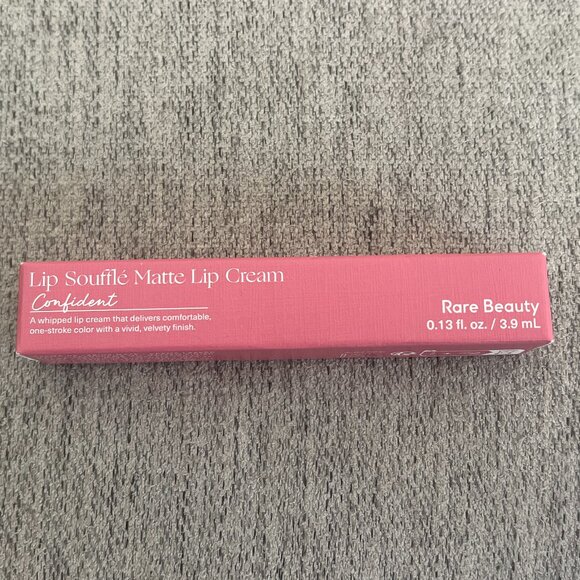 Lip Soufflé Matte Lip Cream
Confident
A whipped lip cream that delivers comfortable,
one-stroke color with a vivid, velvety finish.
Rare Beauty
0.13 fl. oz. / 3.9 mL